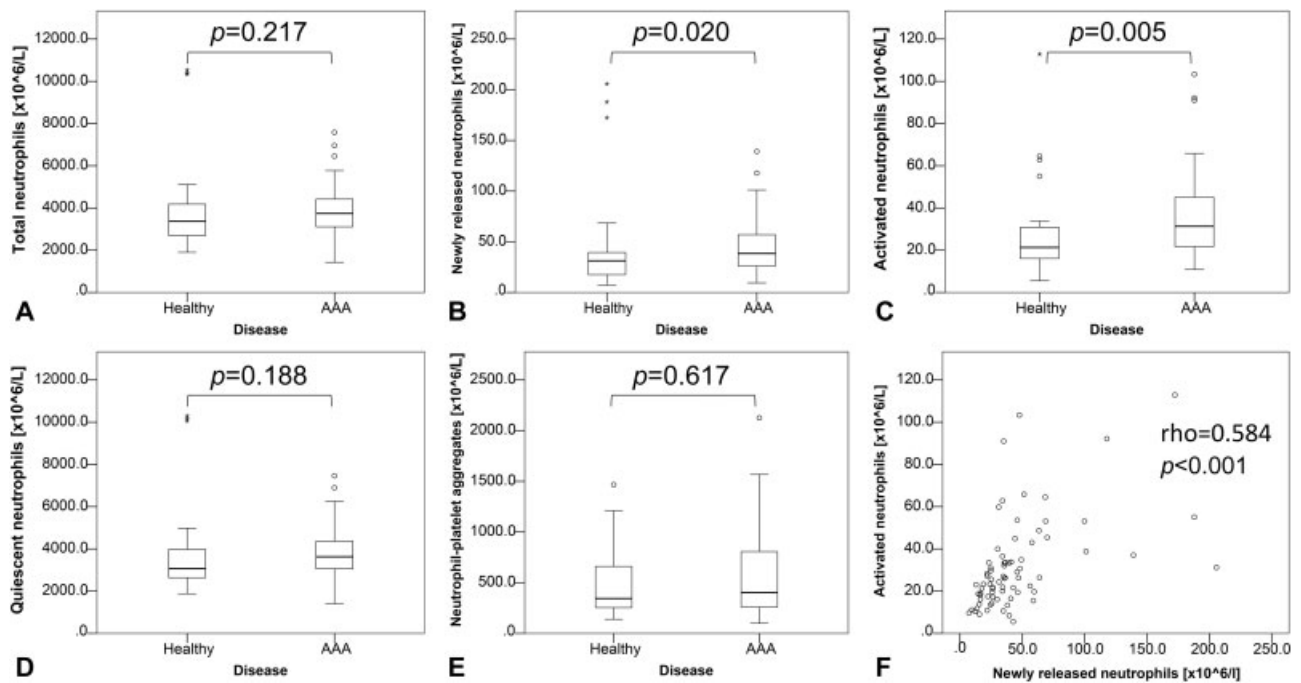 p=0.217
Total neutrophils [x10^6/L]
12000.0
10000.0
8000.0
6000.0
4000.0
2000.0
.0
Healthy
AAA
Disease
A
p=0.020
Newly released neutrophils [x10^6/L]
250.0
200.0
150.0
100.0
50.0
.0
Healthy
AAA
Disease
B
p=0.005
Activated neutrophils [x10^6/L]
120.0
100.0
80.0
60.0
40.0
20.0
.0
Healthy
AAA
Disease
C
p=0.188
Quiescent neutrophils [x10^6/L]
12000.0
10000.0
8000.0
6000.0
4000.0
2000.0
.0
Healthy
AAA
Disease
D
p=0.617
Neutrophil-platelet aggregates [x10^6/L]
2500.0
2000.0
1500.0
1000.0
500.0
.0
Healthy
AAA
Disease
E
Activated neutrophils [x10^6/L]
120.0
100.0
80.0
60.0
40.0
20.0
.0
rho=0.584
p<0.001
.0 50.0 100.0 150.0 200.0 250.0
Newly released neutrophils [x10^6/l]
F